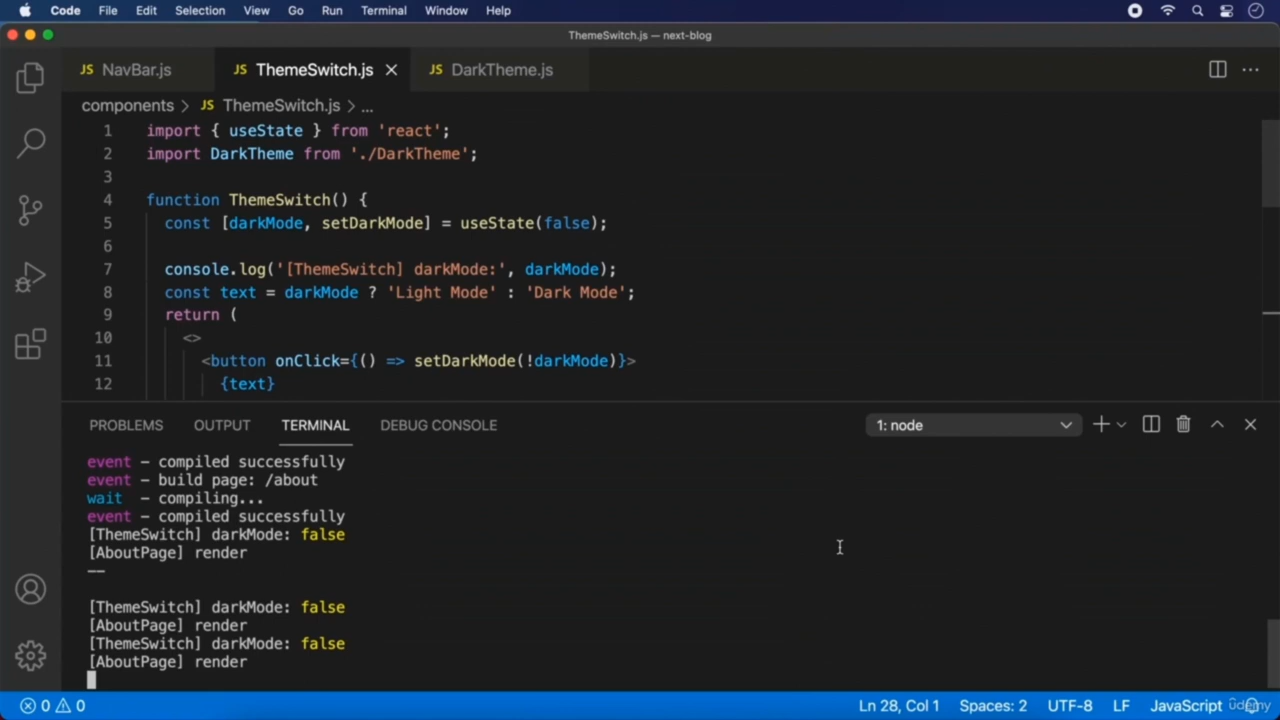 Code File Edit Selection View Go Run Terminal Window Help
ThemeSwitch.js — next-blog
JS NavBar.js JS ThemeSwitch.js JS DarkTheme.js
components > JS ThemeSwitch.js > ...
1 import { useState } from 'react';
2 import DarkTheme from './DarkTheme';
3
4 function ThemeSwitch() {
5 const [darkMode, setDarkMode] = useState(false);
6
7 console.log('[ThemeSwitch] darkMode:', darkMode);
8 const text = darkMode ? 'Light Mode' : 'Dark Mode';
9 return (
10 <>
11 <button onClick={() => setDarkMode(!darkMode)}>
12 {text}
PROBLEMS OUTPUT TERMINAL DEBUG CONSOLE 1: node
event – compiled successfully
event – build page: /about
wait – compiling...
event – compiled successfully
[ThemeSwitch] darkMode: false
[AboutPage] render
——
[ThemeSwitch] darkMode: false
[AboutPage] render
[ThemeSwitch] darkMode: false
[AboutPage] render
0 0 Ln 28, Col 1 Spaces: 2 UTF-8 LF JavaScript udemy